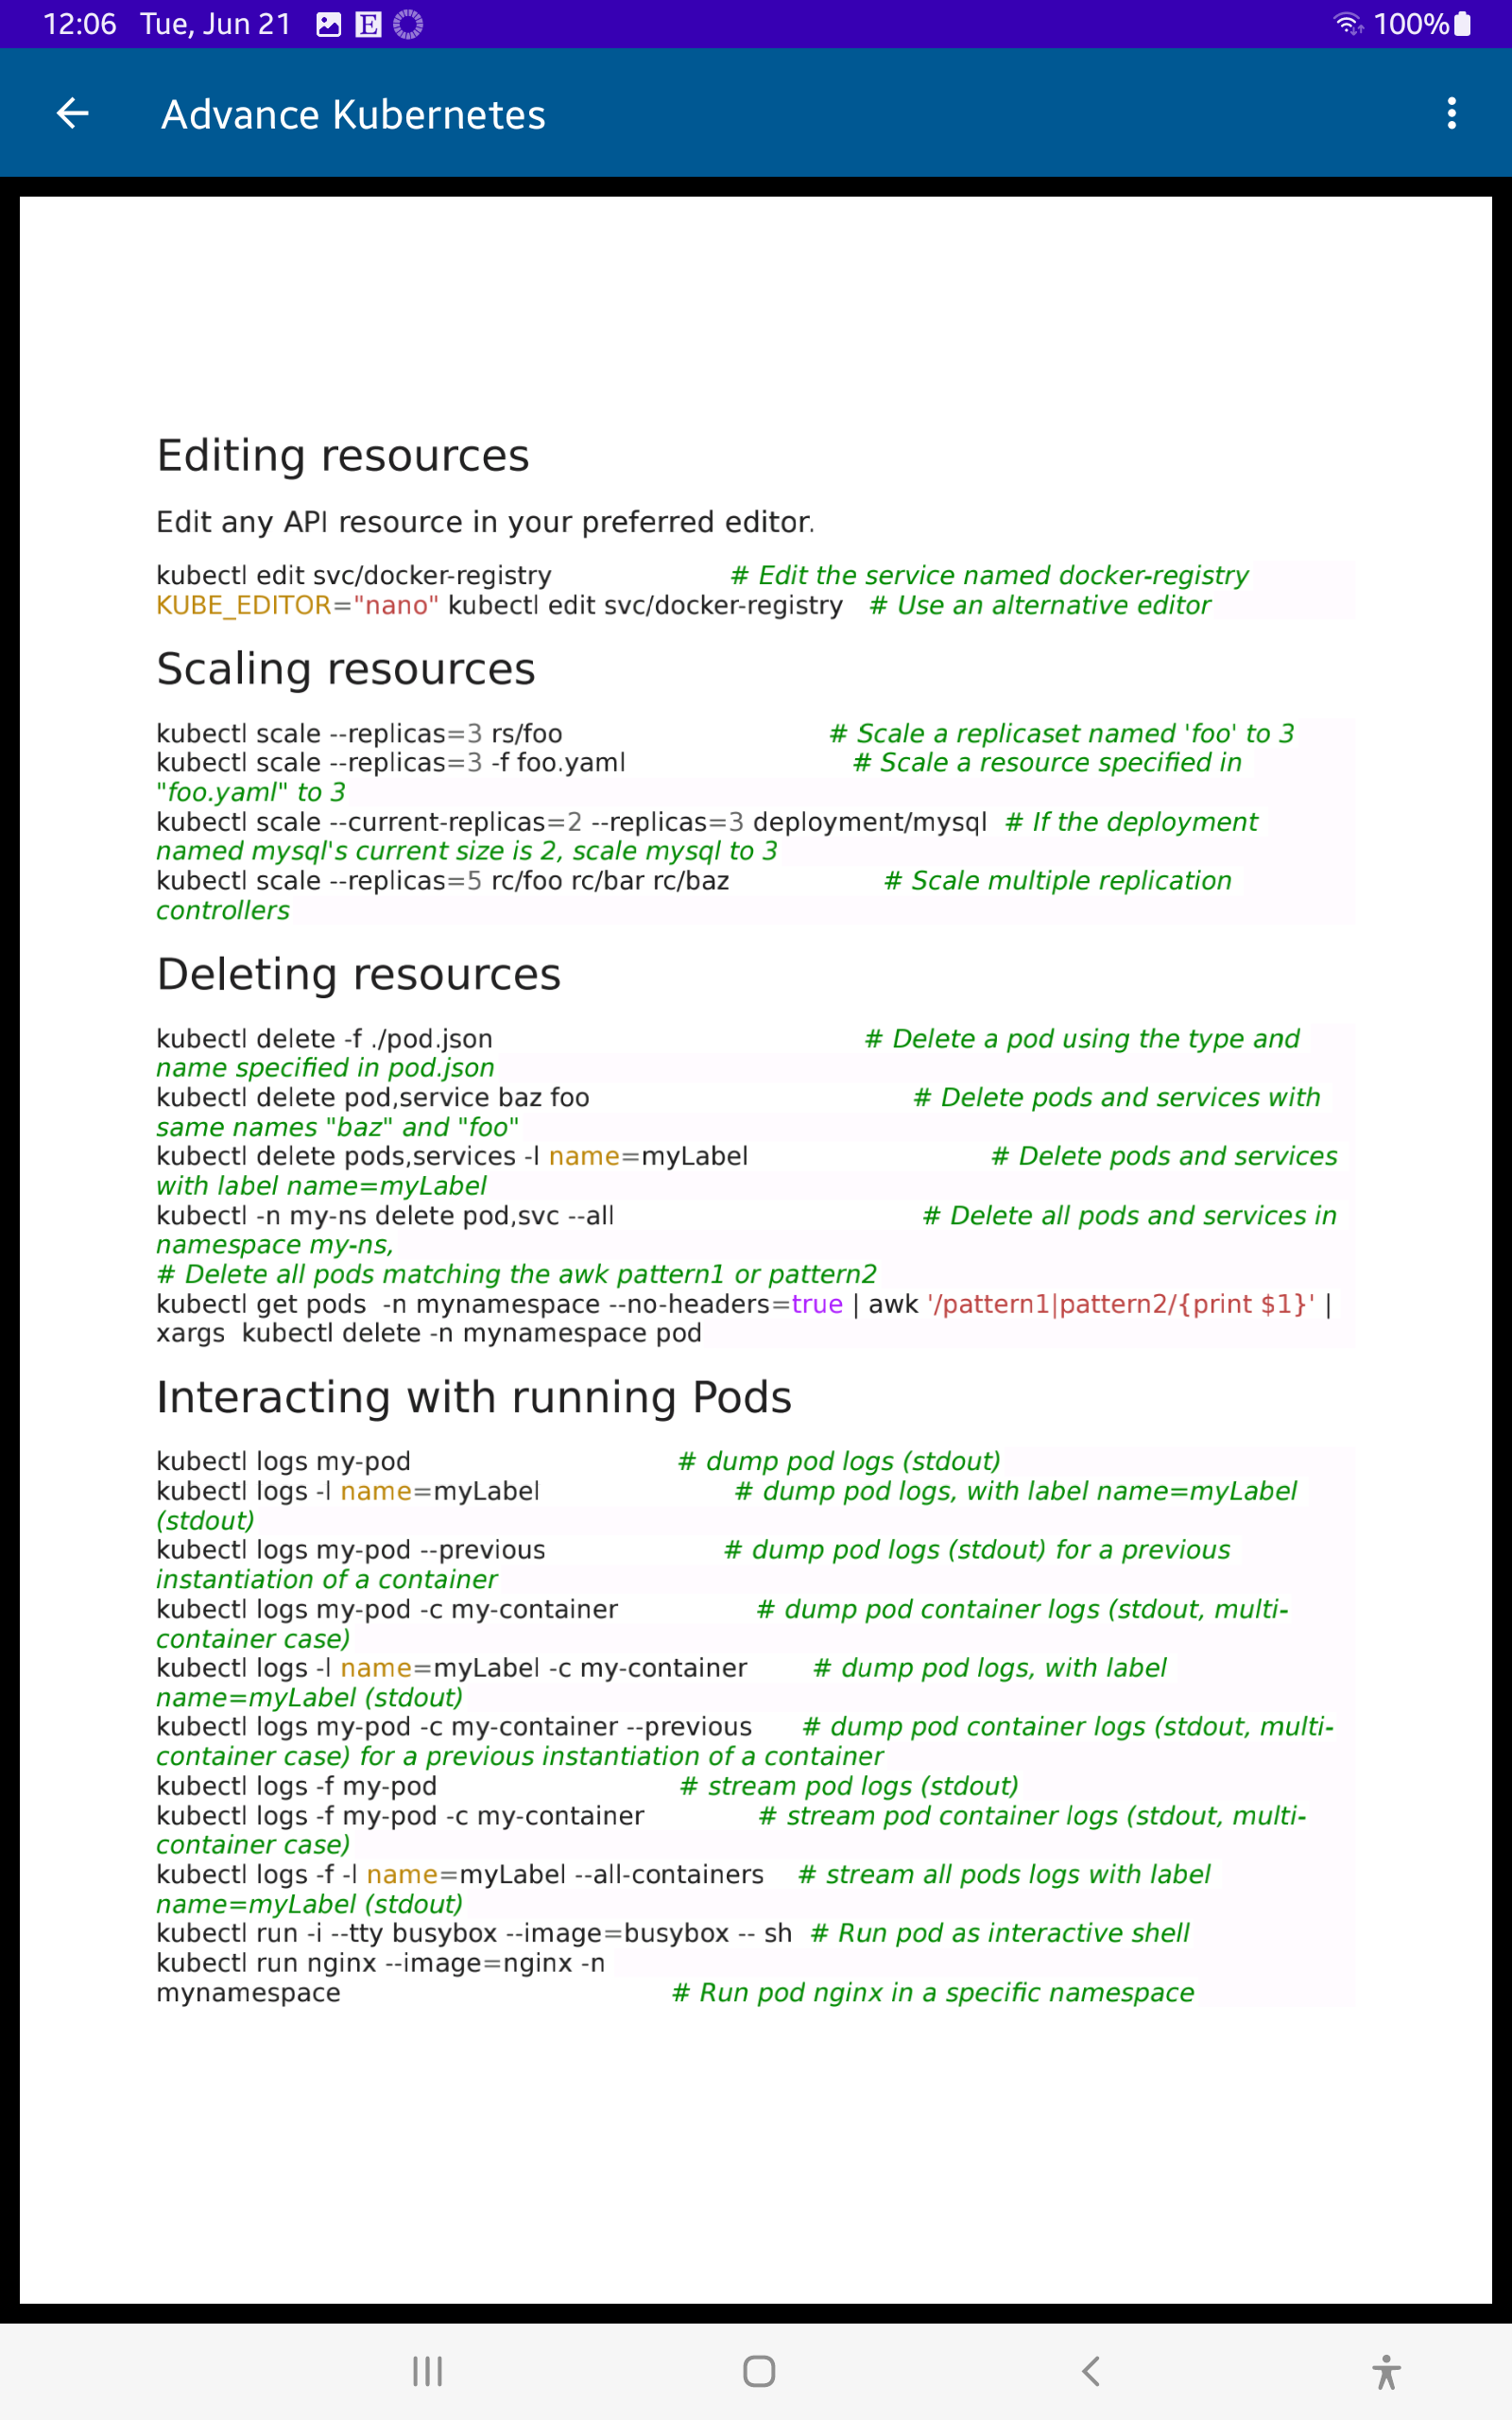 12:06 Tue, Jun 21 E 100%
Advance Kubernetes
Editing resources
Edit any API resource in your preferred editor.
kubectl edit svc/docker-registry # Edit the service named docker-registry
KUBE_EDITOR="nano" kubectl edit svc/docker-registry # Use an alternative editor
Scaling resources
kubectl scale --replicas=3 rs/foo # Scale a replicaset named 'foo' to 3
kubectl scale --replicas=3 -f foo.yaml # Scale a resource specified in
"foo.yaml" to 3
kubectl scale --current-replicas=2 --replicas=3 deployment/mysql # If the deployment
named mysql's current size is 2, scale mysql to 3
kubectl scale --replicas=5 rc/foo rc/bar rc/baz # Scale multiple replication
controllers
Deleting resources
kubectl delete -f ./pod.json # Delete a pod using the type and
name specified in pod.json
kubectl delete pod,service baz foo # Delete pods and services with
same names "baz" and "foo"
kubectl delete pods,services -l name=myLabel # Delete pods and services
with label name=myLabel
kubectl -n my-ns delete pod,svc --all # Delete all pods and services in
namespace my-ns,
# Delete all pods matching the awk pattern1 or pattern2
kubectl get pods -n mynamespace --no-headers=true | awk '/pattern1|pattern2/{print $1}' |
xargs kubectl delete -n mynamespace pod
Interacting with running Pods
kubectl logs my-pod # dump pod logs (stdout)
kubectl logs -l name=myLabel # dump pod logs, with label name=myLabel
(stdout)
kubectl logs my-pod --previous # dump pod logs (stdout) for a previous
instantiation of a container
kubectl logs my-pod -c my-container # dump pod container logs (stdout, multi-
container case)
kubectl logs -l name=myLabel -c my-container # dump pod logs, with label
name=myLabel (stdout)
kubectl logs my-pod -c my-container --previous # dump pod container logs (stdout, multi-
container case) for a previous instantiation of a container
kubectl logs -f my-pod # stream pod logs (stdout)
kubectl logs -f my-pod -c my-container # stream pod container logs (stdout, multi-
container case)
kubectl logs -f -l name=myLabel --all-containers # stream all pods logs with label
name=myLabel (stdout)
kubectl run -i --tty busybox --image=busybox -- sh # Run pod as interactive shell
kubectl run nginx --image=nginx -n
mynamespace # Run pod nginx in a specific namespace